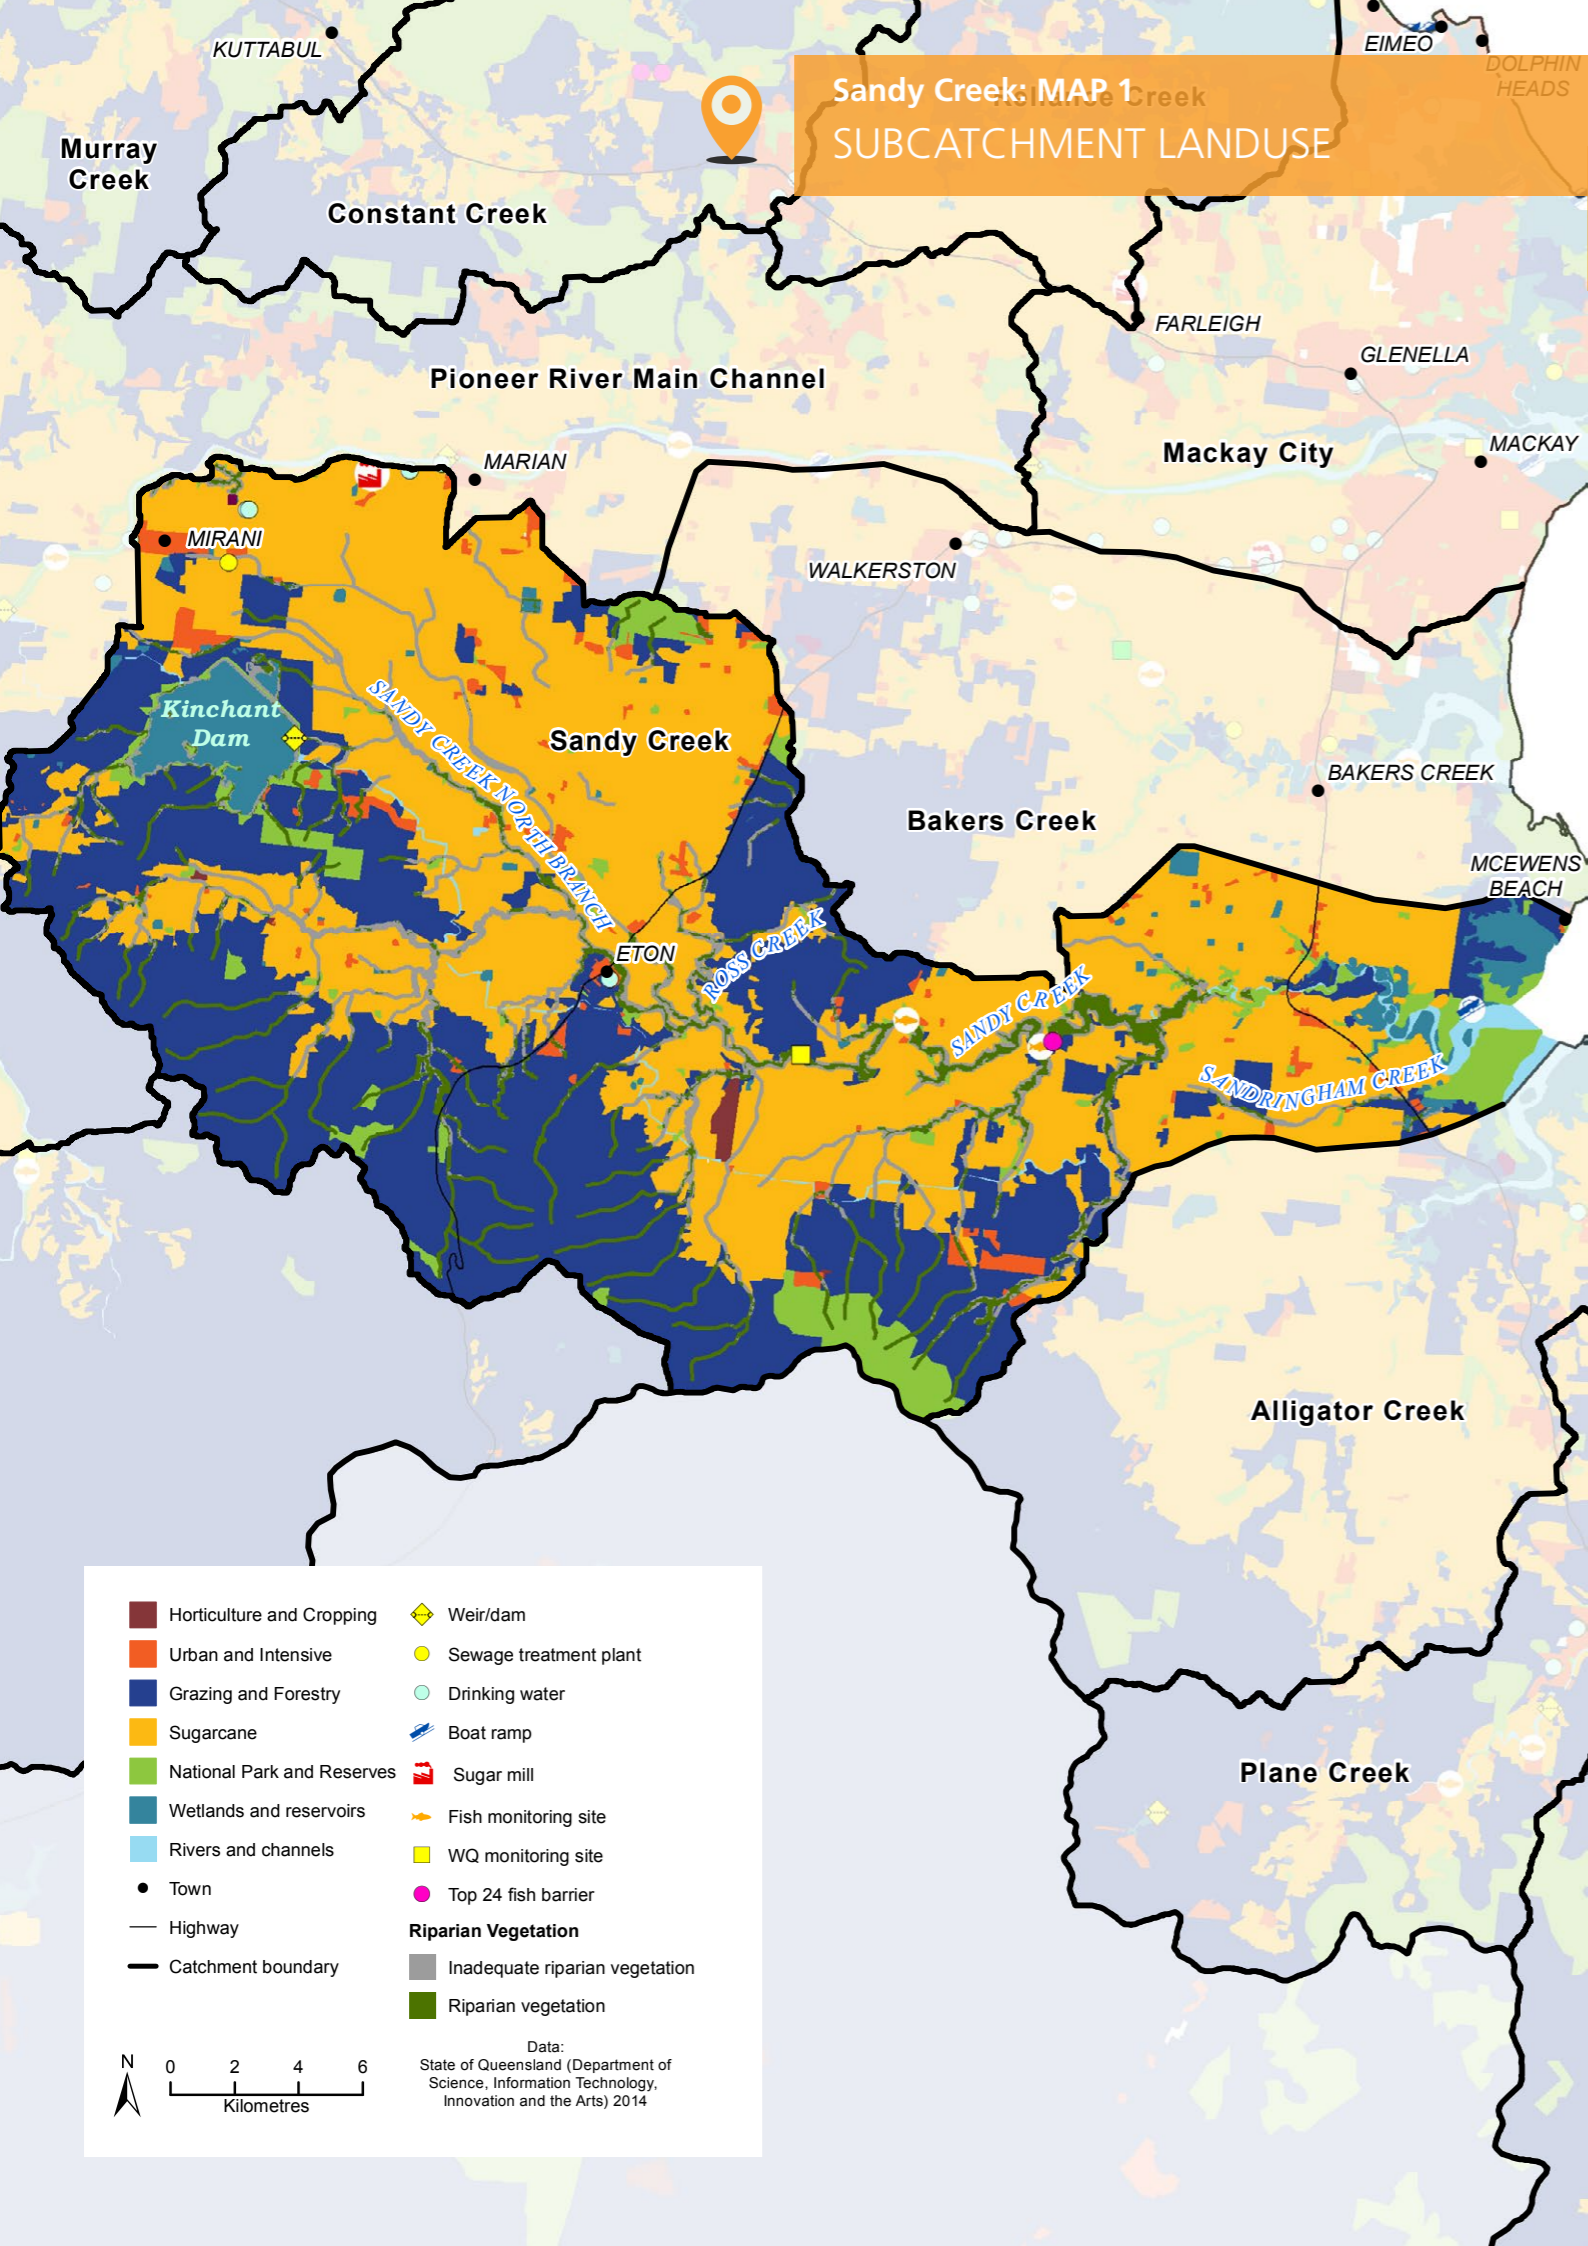 KUTTABUL
EIMEO
DOLPHIN
HEADS
Sandy Creek: MAP 1
Reliance Creek
SUBCATCHMENT LANDUSE
Murray
Creek
Constant Creek
FARLEIGH
GLENELLA
Pioneer River Main Channel
Mackay City
MACKAY
MARIAN
MIRANI
WALKERSTON
Kinchant
Dam
SANDY CREEK NORTH BRANCH
Sandy Creek
BAKERS CREEK
Bakers Creek
MCEWENS
BEACH
ETON
ROSS CREEK
SANDY CREEK
SANDRINGHAM CREEK
Alligator Creek
Plane Creek
Horticulture and Cropping
Urban and Intensive
Grazing and Forestry
Sugarcane
National Park and Reserves
Wetlands and reservoirs
Rivers and channels
Town
Highway
Catchment boundary
Weir/dam
Sewage treatment plant
Drinking water
Boat ramp
Sugar mill
Fish monitoring site
WQ monitoring site
Top 24 fish barrier
Riparian Vegetation
Inadequate riparian vegetation
Riparian vegetation
N
0 2 4 6
Kilometres
Data:
State of Queensland (Department of
Science, Information Technology,
Innovation and the Arts) 2014